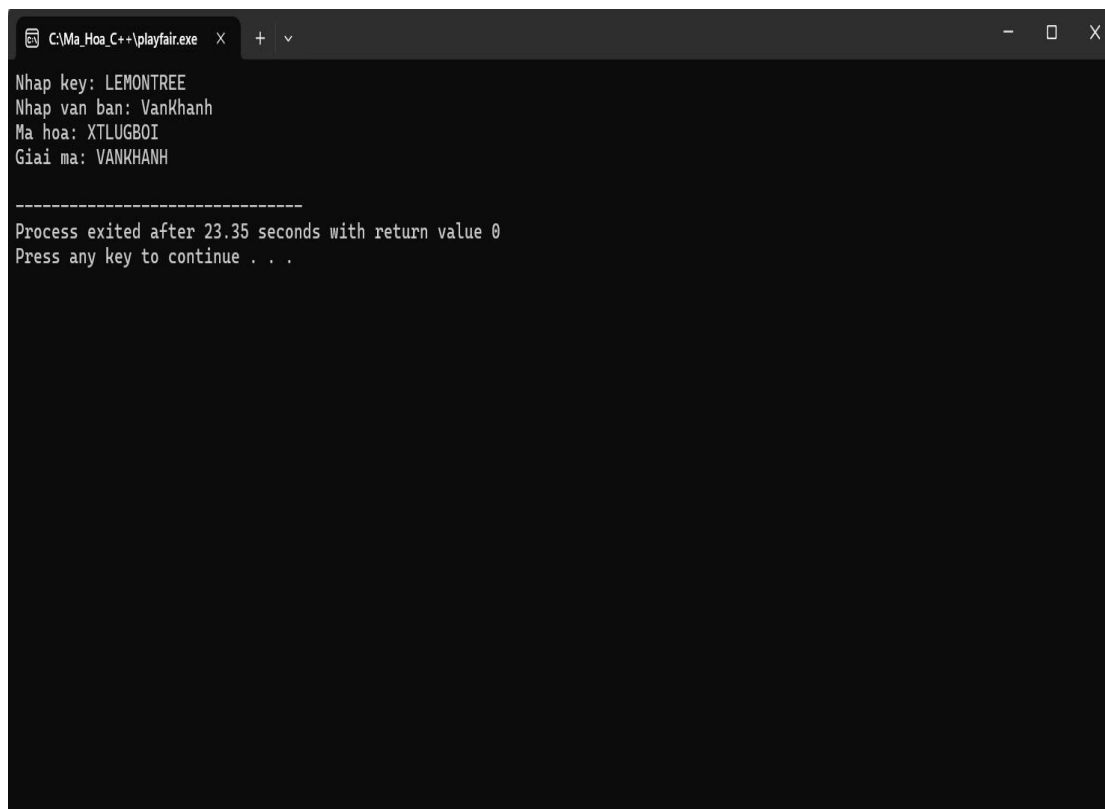 C:\Ma_Hoa_C++\playfair.exe
Nhap key: LEMONTREE
Nhap van ban: VanKhanh
Ma hoa: XTLUGBOI
Giai ma: VANKHANH
--------------------------------
Process exited after 23.35 seconds with return value 0
Press any key to continue . . .